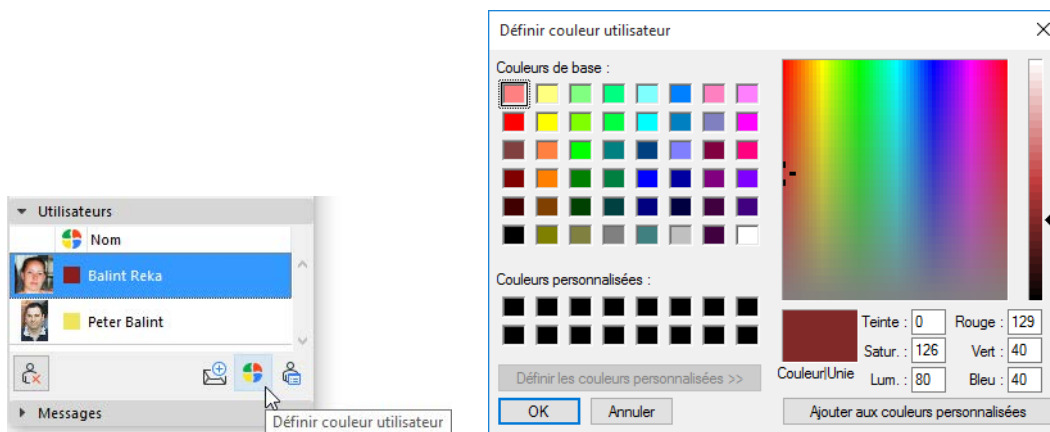 Utilisateurs
Nom
Balint Reka
Peter Balint
Messages
Définir couleur utilisateur
Définir couleur utilisateur
Couleurs de base :
Couleurs personnalisées :
Définir les couleurs personnalisées >>
OK Annuler
Couleur|Unie
Teinte : 0 Rouge : 129
Satur. : 126 Vert : 40
Lum. : 80 Bleu : 40
Ajouter aux couleurs personnalisées